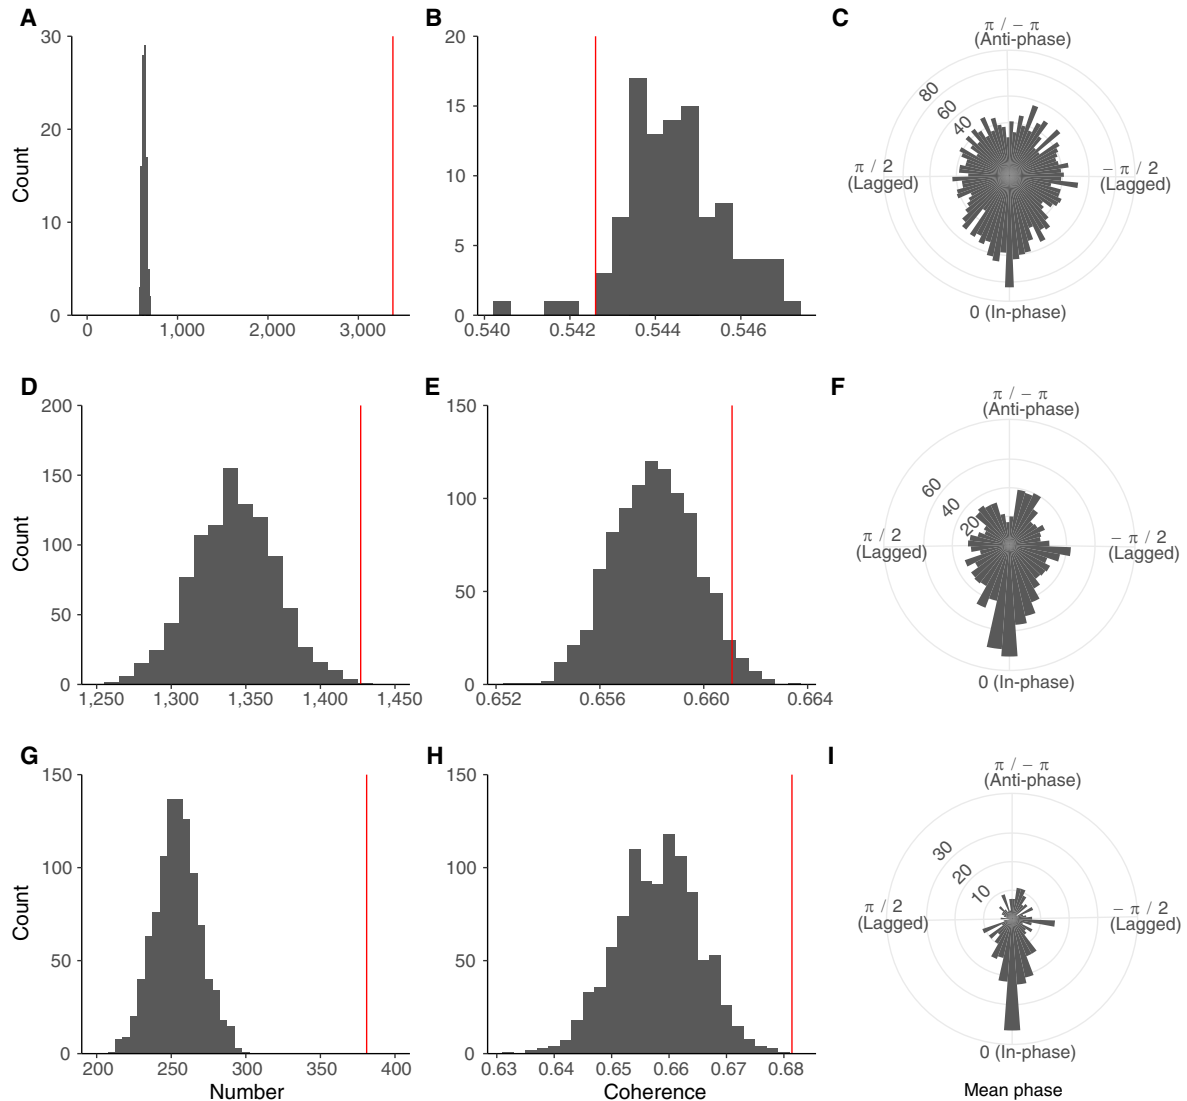 A
B
C
30
20
10
0
Count
0
1,000
2,000
3,000
20
15
10
5
0
0.540
0.542
0.544
0.546
π / − π
(Anti-phase)
80
60
40
π / 2
(Lagged)
− π / 2
(Lagged)
0 (In-phase)
D
E
F
200
150
100
50
0
Count
1,250
1,300
1,350
1,400
1,450
150
100
50
0
0.652
0.656
0.660
0.664
π / − π
(Anti-phase)
60
40
20
π / 2
(Lagged)
− π / 2
(Lagged)
0 (In-phase)
G
H
I
150
100
50
0
Count
200
250
300
350
400
Number
150
100
50
0
0.63
0.64
0.65
0.66
0.67
0.68
Coherence
π / − π
(Anti-phase)
30
20
10
π / 2
(Lagged)
− π / 2
(Lagged)
0 (In-phase)
Mean phase